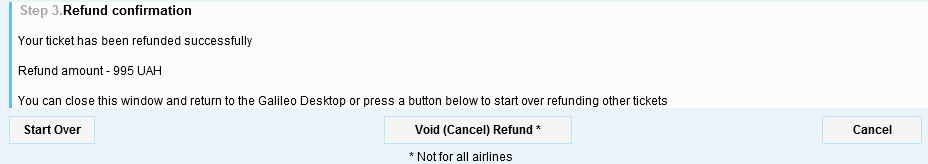 Step 3.Refund confirmation
Your ticket has been refunded successfully
Refund amount - 995 UAH
You can close this window and return to the Galileo Desktop or press a button below to start over refunding other tickets
Start Over
Void (Cancel) Refund *
Cancel
* Not for all airlines